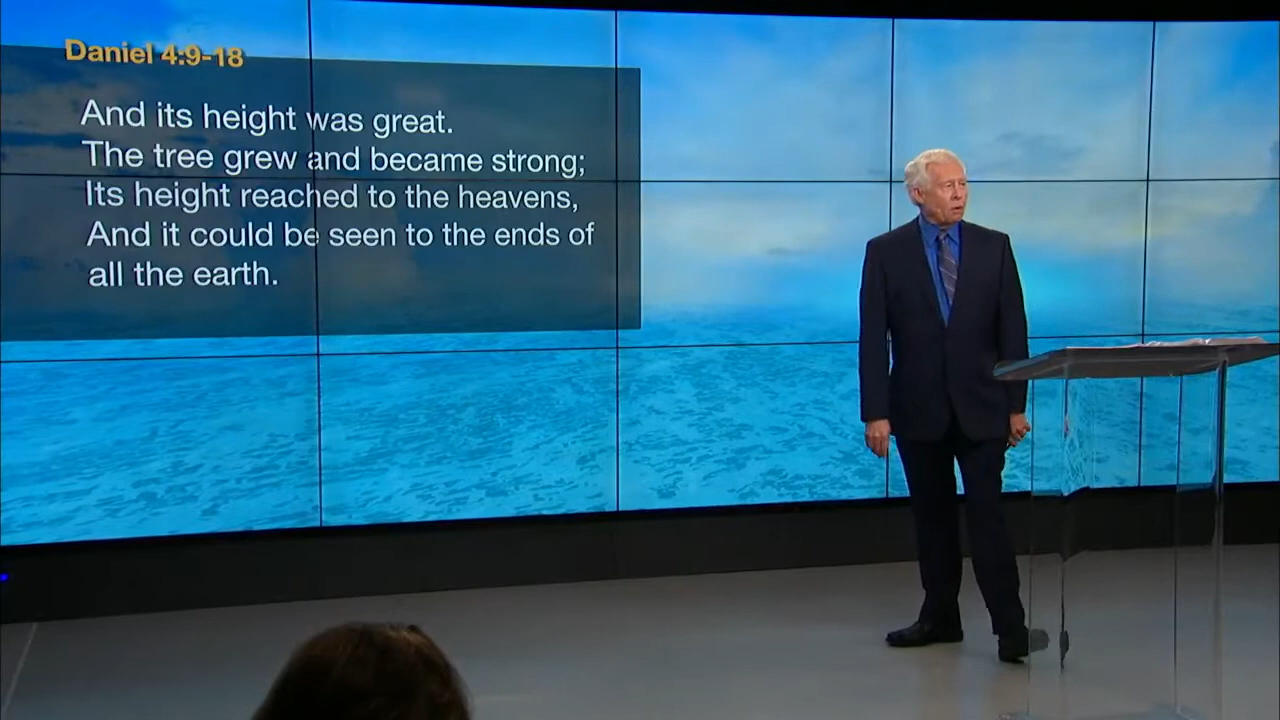 Daniel 4:9-18
And its height was great.
The tree grew and became strong;
Its height reached to the heavens,
And it could be seen to the ends of
all the earth.